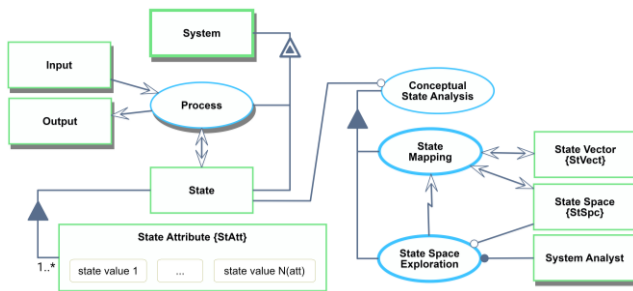 System
Input
Output
Process
State
State Attribute {StAtt}
state value 1
...
state value N(att)
1..*
Conceptual
State Analysis
State
Mapping
State Vector
{StVect}
State Space
{StSpc}
State Space
Exploration
System Analyst